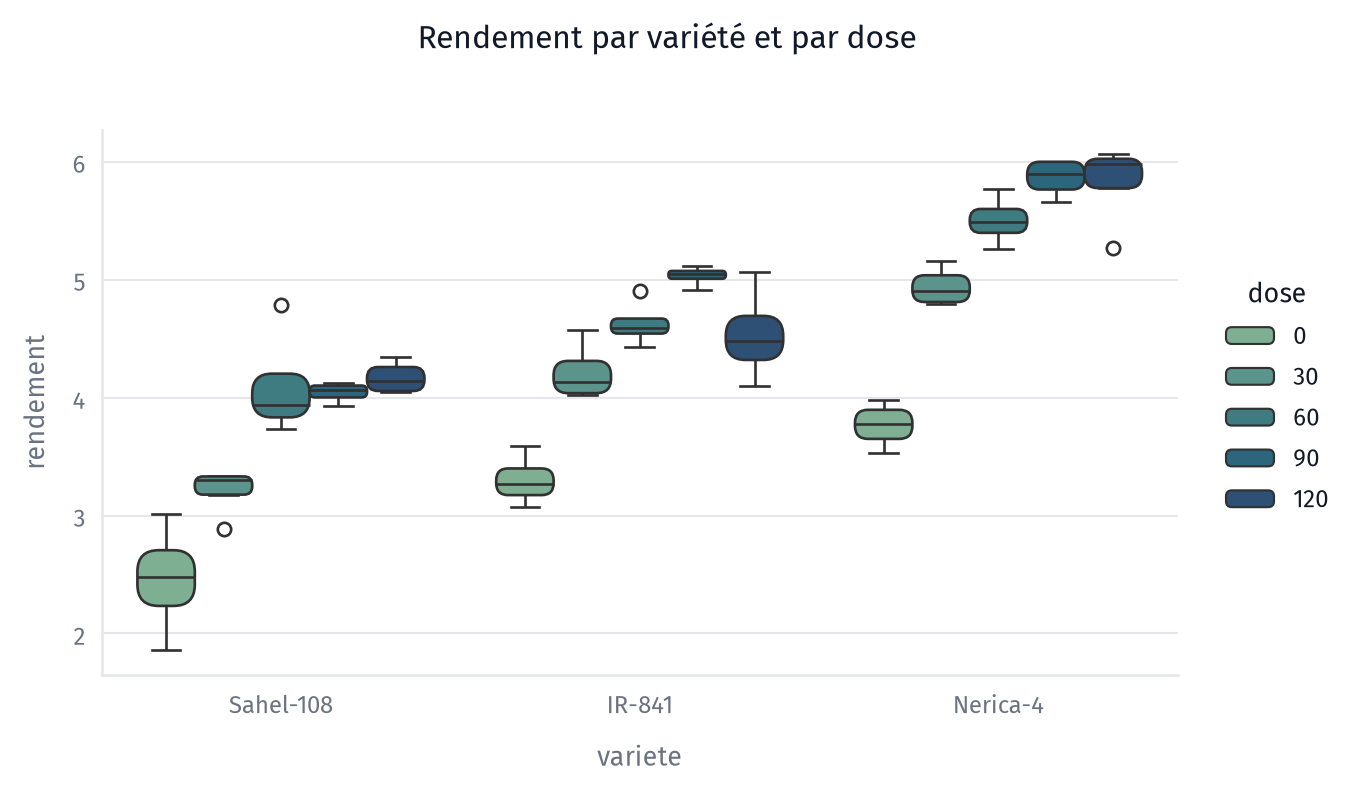 Rendement par variété et par dose
6
5
4
3
2
rendement
Sahel-108
IR-841
Nerica-4
variete
dose
0
30
60
90
120